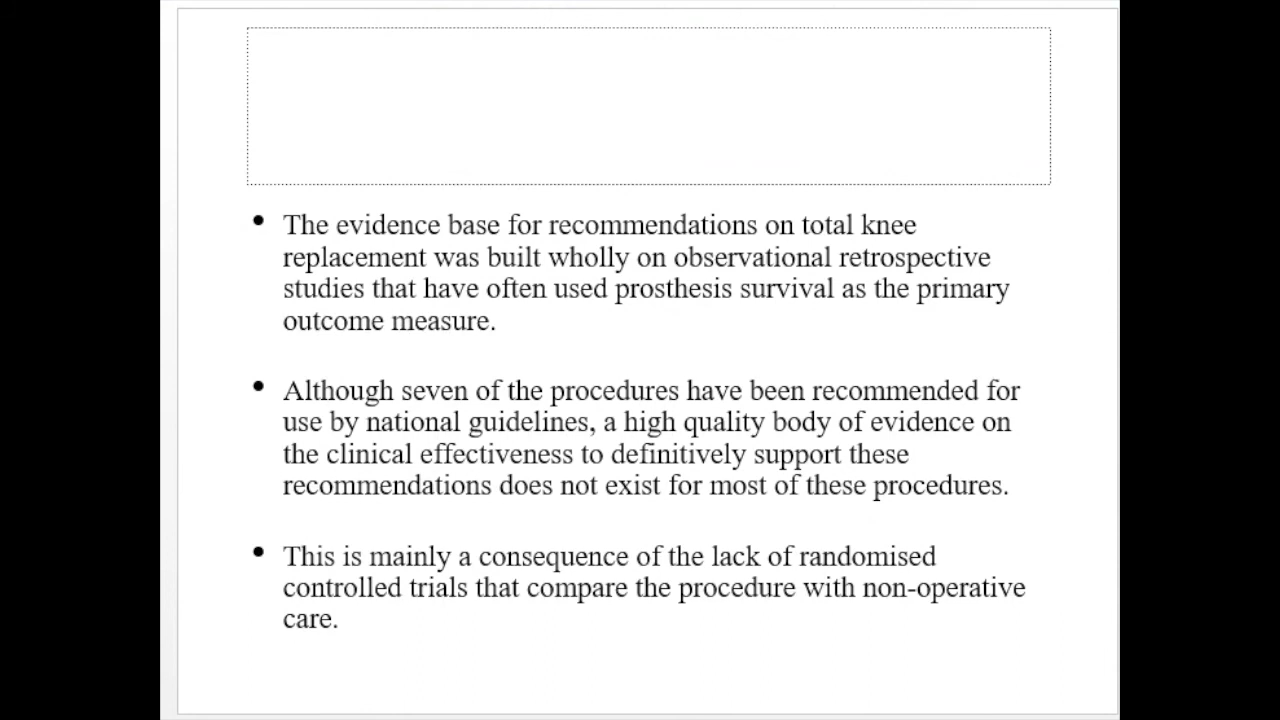 • The evidence base for recommendations on total knee
replacement was built wholly on observational retrospective
studies that have often used prosthesis survival as the primary
outcome measure.
• Although seven of the procedures have been recommended for
use by national guidelines, a high quality body of evidence on
the clinical effectiveness to definitively support these
recommendations does not exist for most of these procedures.
• This is mainly a consequence of the lack of randomised
controlled trials that compare the procedure with non-operative
care.